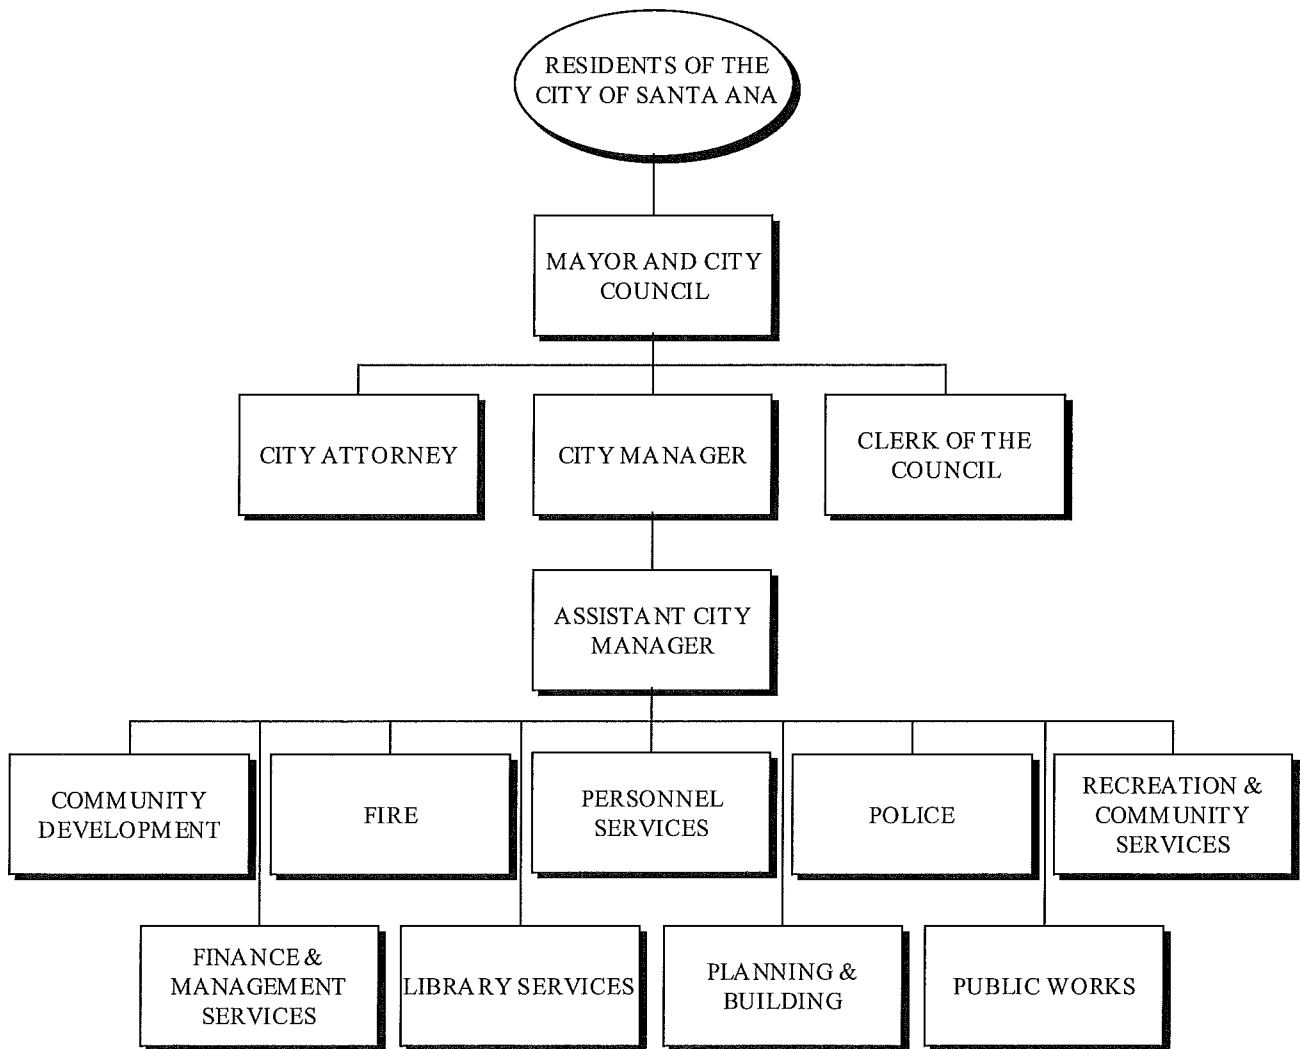 RESIDENTS OF THE
CITY OF SANTA ANA
MAYOR AND CITY
COUNCIL
CITY ATTORNEY
CITY MANAGER
CLERK OF THE
COUNCIL
ASSISTANT CITY
MANAGER
COMMUNITY
DEVELOPMENT
FIRE
PERSONNEL
SERVICES
POLICE
RECREATION &
COMMUNITY
SERVICES
FINANCE &
MANAGEMENT
SERVICES
LIBRARY SERVICES
PLANNING &
BUILDING
PUBLIC WORKS